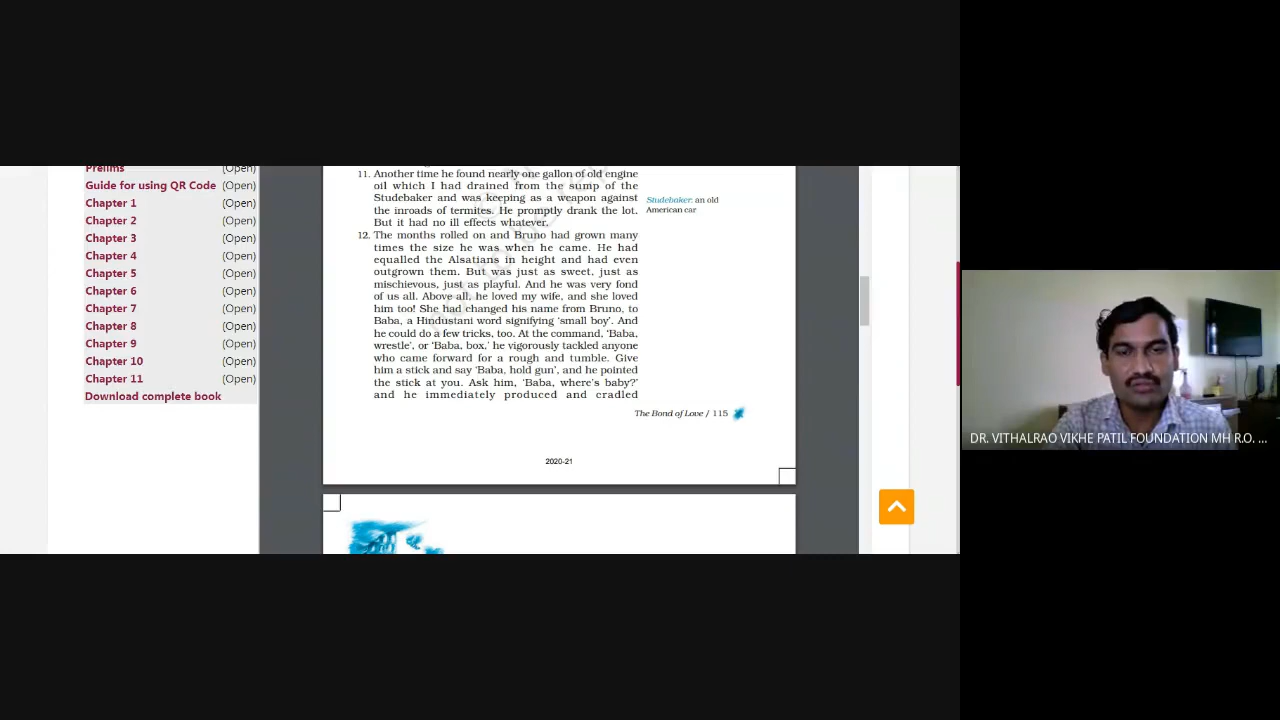 Prelims (Open)
Guide for using QR Code (Open)
Chapter 1 (Open)
Chapter 2 (Open)
Chapter 3 (Open)
Chapter 4 (Open)
Chapter 5 (Open)
Chapter 6 (Open)
Chapter 7 (Open)
Chapter 8 (Open)
Chapter 9 (Open)
Chapter 10 (Open)
Chapter 11 (Open)
Download complete book
11. Another time he found nearly one gallon of old engine
oil which I had drained from the sump of the
Studebaker and was keeping as a weapon against
the inroads of termites. He promptly drank the lot.
But it had no ill effects whatever.
Studebaker: an old
American car
12. The months rolled on and Bruno had grown many
times the size he was when he came. He had
equalled the Alsatians in height and had even
outgrown them. But was just as sweet, just as
mischievous, just as playful. And he was very fond
of us all. Above all, he loved my wife, and she loved
him too! She had changed his name from Bruno, to
Baba, a Hindustani word signifying ‘small boy’. And
he could do a few tricks, too. At the command, ‘Baba,
wrestle’, or ‘Baba, box,’ he vigorously tackled anyone
who came forward for a rough and tumble. Give
him a stick and say ‘Baba, hold gun’, and he pointed
the stick at you. Ask him, ‘Baba, where’s baby?’
and he immediately produced and cradled
The Bond of Love / 115
2020-21
DR. VITHALRAO VIKHE PATIL FOUNDATION MH R.O. ...